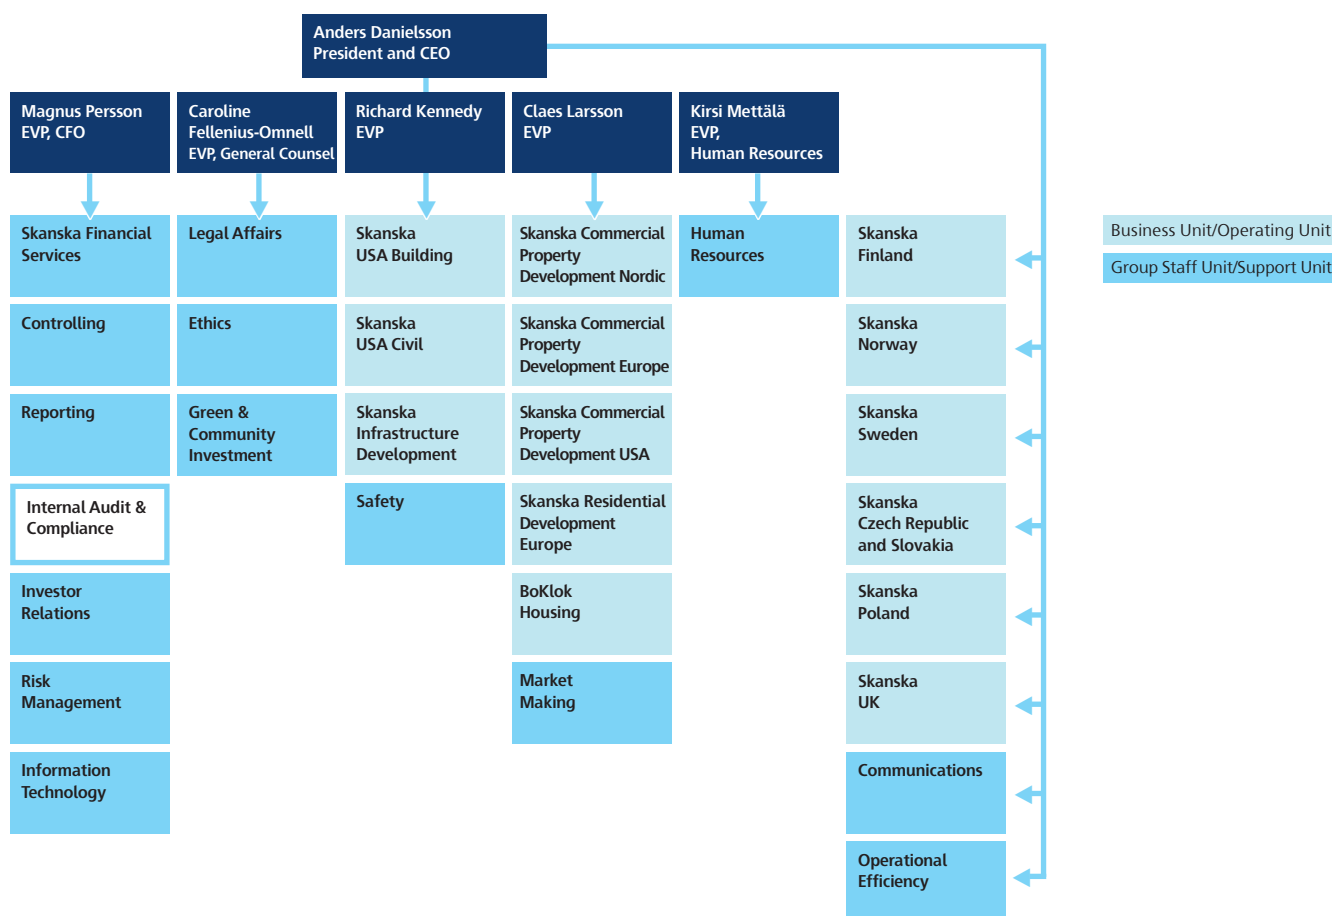 Anders Danielsson
President and CEO
Magnus Persson
EVP, CFO
Caroline
Fellenius-Omnell
EVP, General Counsel
Richard Kennedy
EVP
Claes Larsson
EVP
Kirsi Mettälä
EVP,
Human Resources
Skanska Financial
Services
Controlling
Reporting
Internal Audit &
Compliance
Investor
Relations
Risk
Management
Information
Technology
Legal Affairs
Ethics
Green &
Community
Investment
Skanska
USA Building
Skanska
USA Civil
Skanska
Infrastructure
Development
Safety
Skanska Commercial
Property
Development Nordic
Skanska Commercial
Property
Development Europe
Skanska Commercial
Property
Development USA
Skanska Residential
Development
Europe
BoKlok
Housing
Market
Making
Human
Resources
Skanska
Finland
Skanska
Norway
Skanska
Sweden
Skanska
Czech Republic
and Slovakia
Skanska
Poland
Skanska
UK
Communications
Operational
Efficiency
Business Unit/Operating Unit
Group Staff Unit/Support Unit